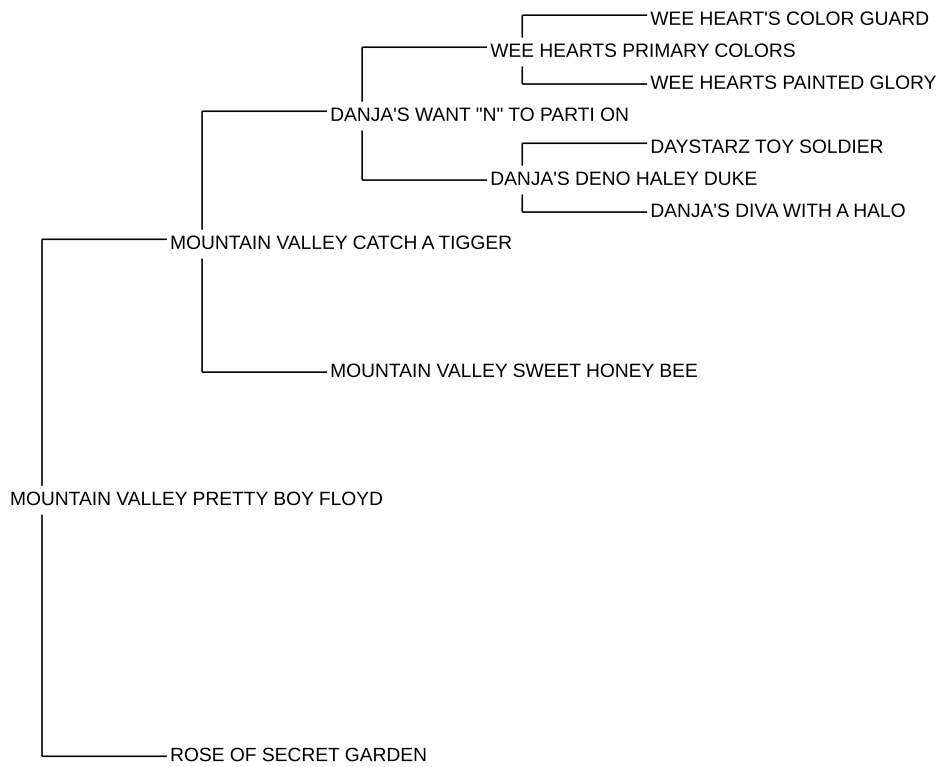 WEE HEART'S COLOR GUARD
WEE HEARTS PRIMARY COLORS
WEE HEARTS PAINTED GLORY
DANJA'S WANT "N" TO PARTI ON
DAYSTARZ TOY SOLDIER
DANJA'S DENO HALEY DUKE
DANJA'S DIVA WITH A HALO
MOUNTAIN VALLEY CATCH A TIGGER
MOUNTAIN VALLEY SWEET HONEY BEE
MOUNTAIN VALLEY PRETTY BOY FLOYD
ROSE OF SECRET GARDEN